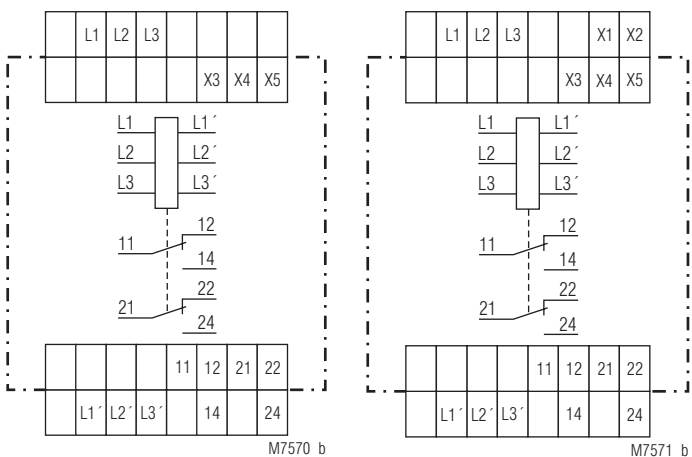 L1 L2 L3
X3 X4 X5
L1 L1´
L2 L2´
L3 L3´
12
11
14
22
21
24
11 12 21 22
L1´ L2´ L3´ 14 24
M7570_b
L1 L2 L3 X1 X2
X3 X4 X5
L1 L1´
L2 L2´
L3 L3´
12
11
14
22
21
24
11 12 21 22
L1´ L2´ L3´ 14 24
M7571_b